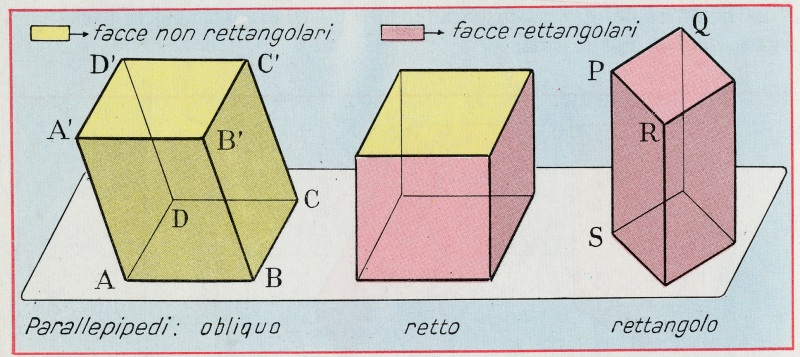 facce non rettangolari facce rettangolari
Q
D' C' P
A' B' R
D C S
A B
Parallepipedi: obliquo retto rettangolo